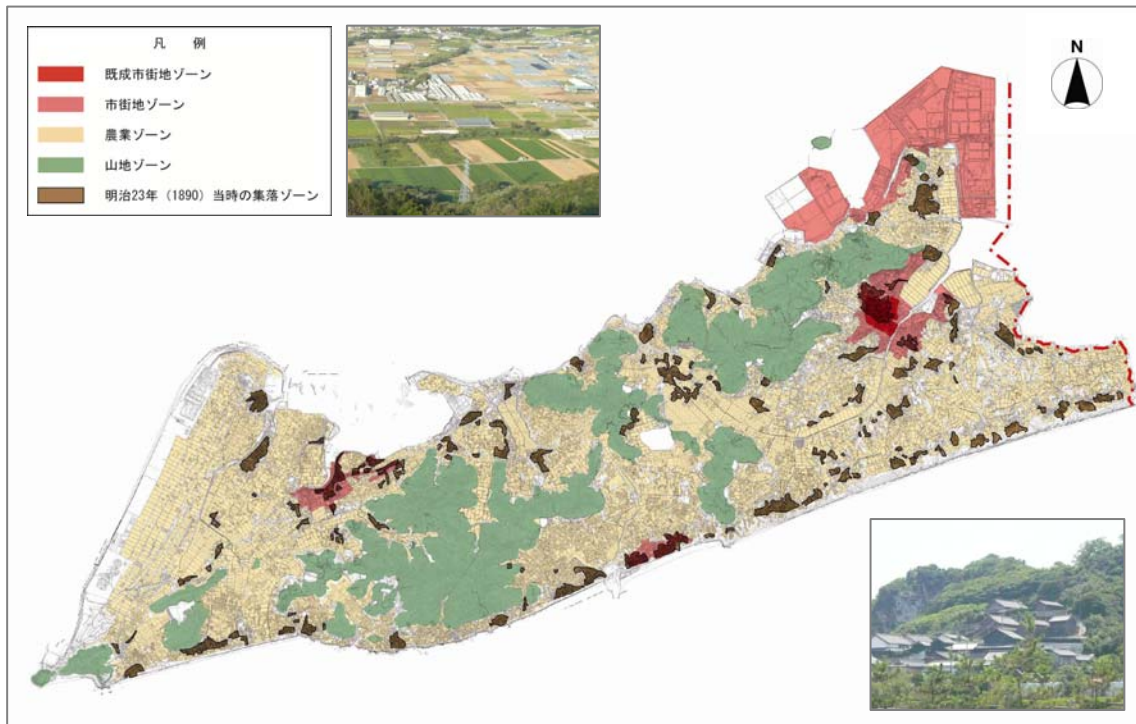 凡 例
既成市街地ゾーン
市街地ゾーン
農業ゾーン
山地ゾーン
明治23年（1890）当時の集落ゾーン
N